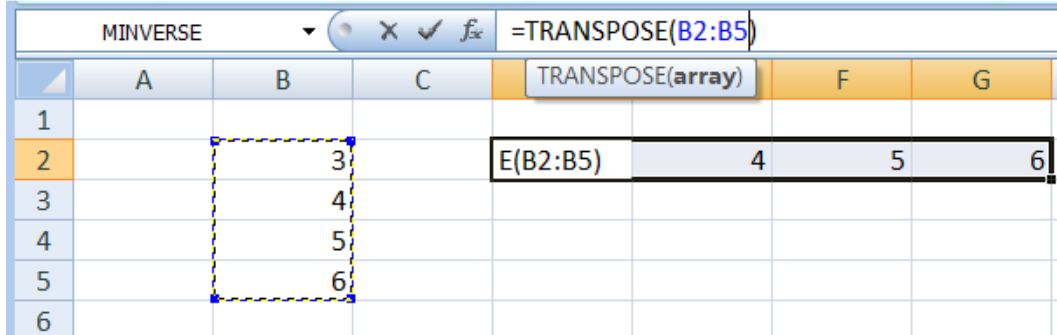 MINVERSE fx =TRANSPOSE(B2:B5)
TRANSPOSE(array)
A B C F G
1
2 3 E(B2:B5) 4 5 6
3 4
4 5
5 6
6